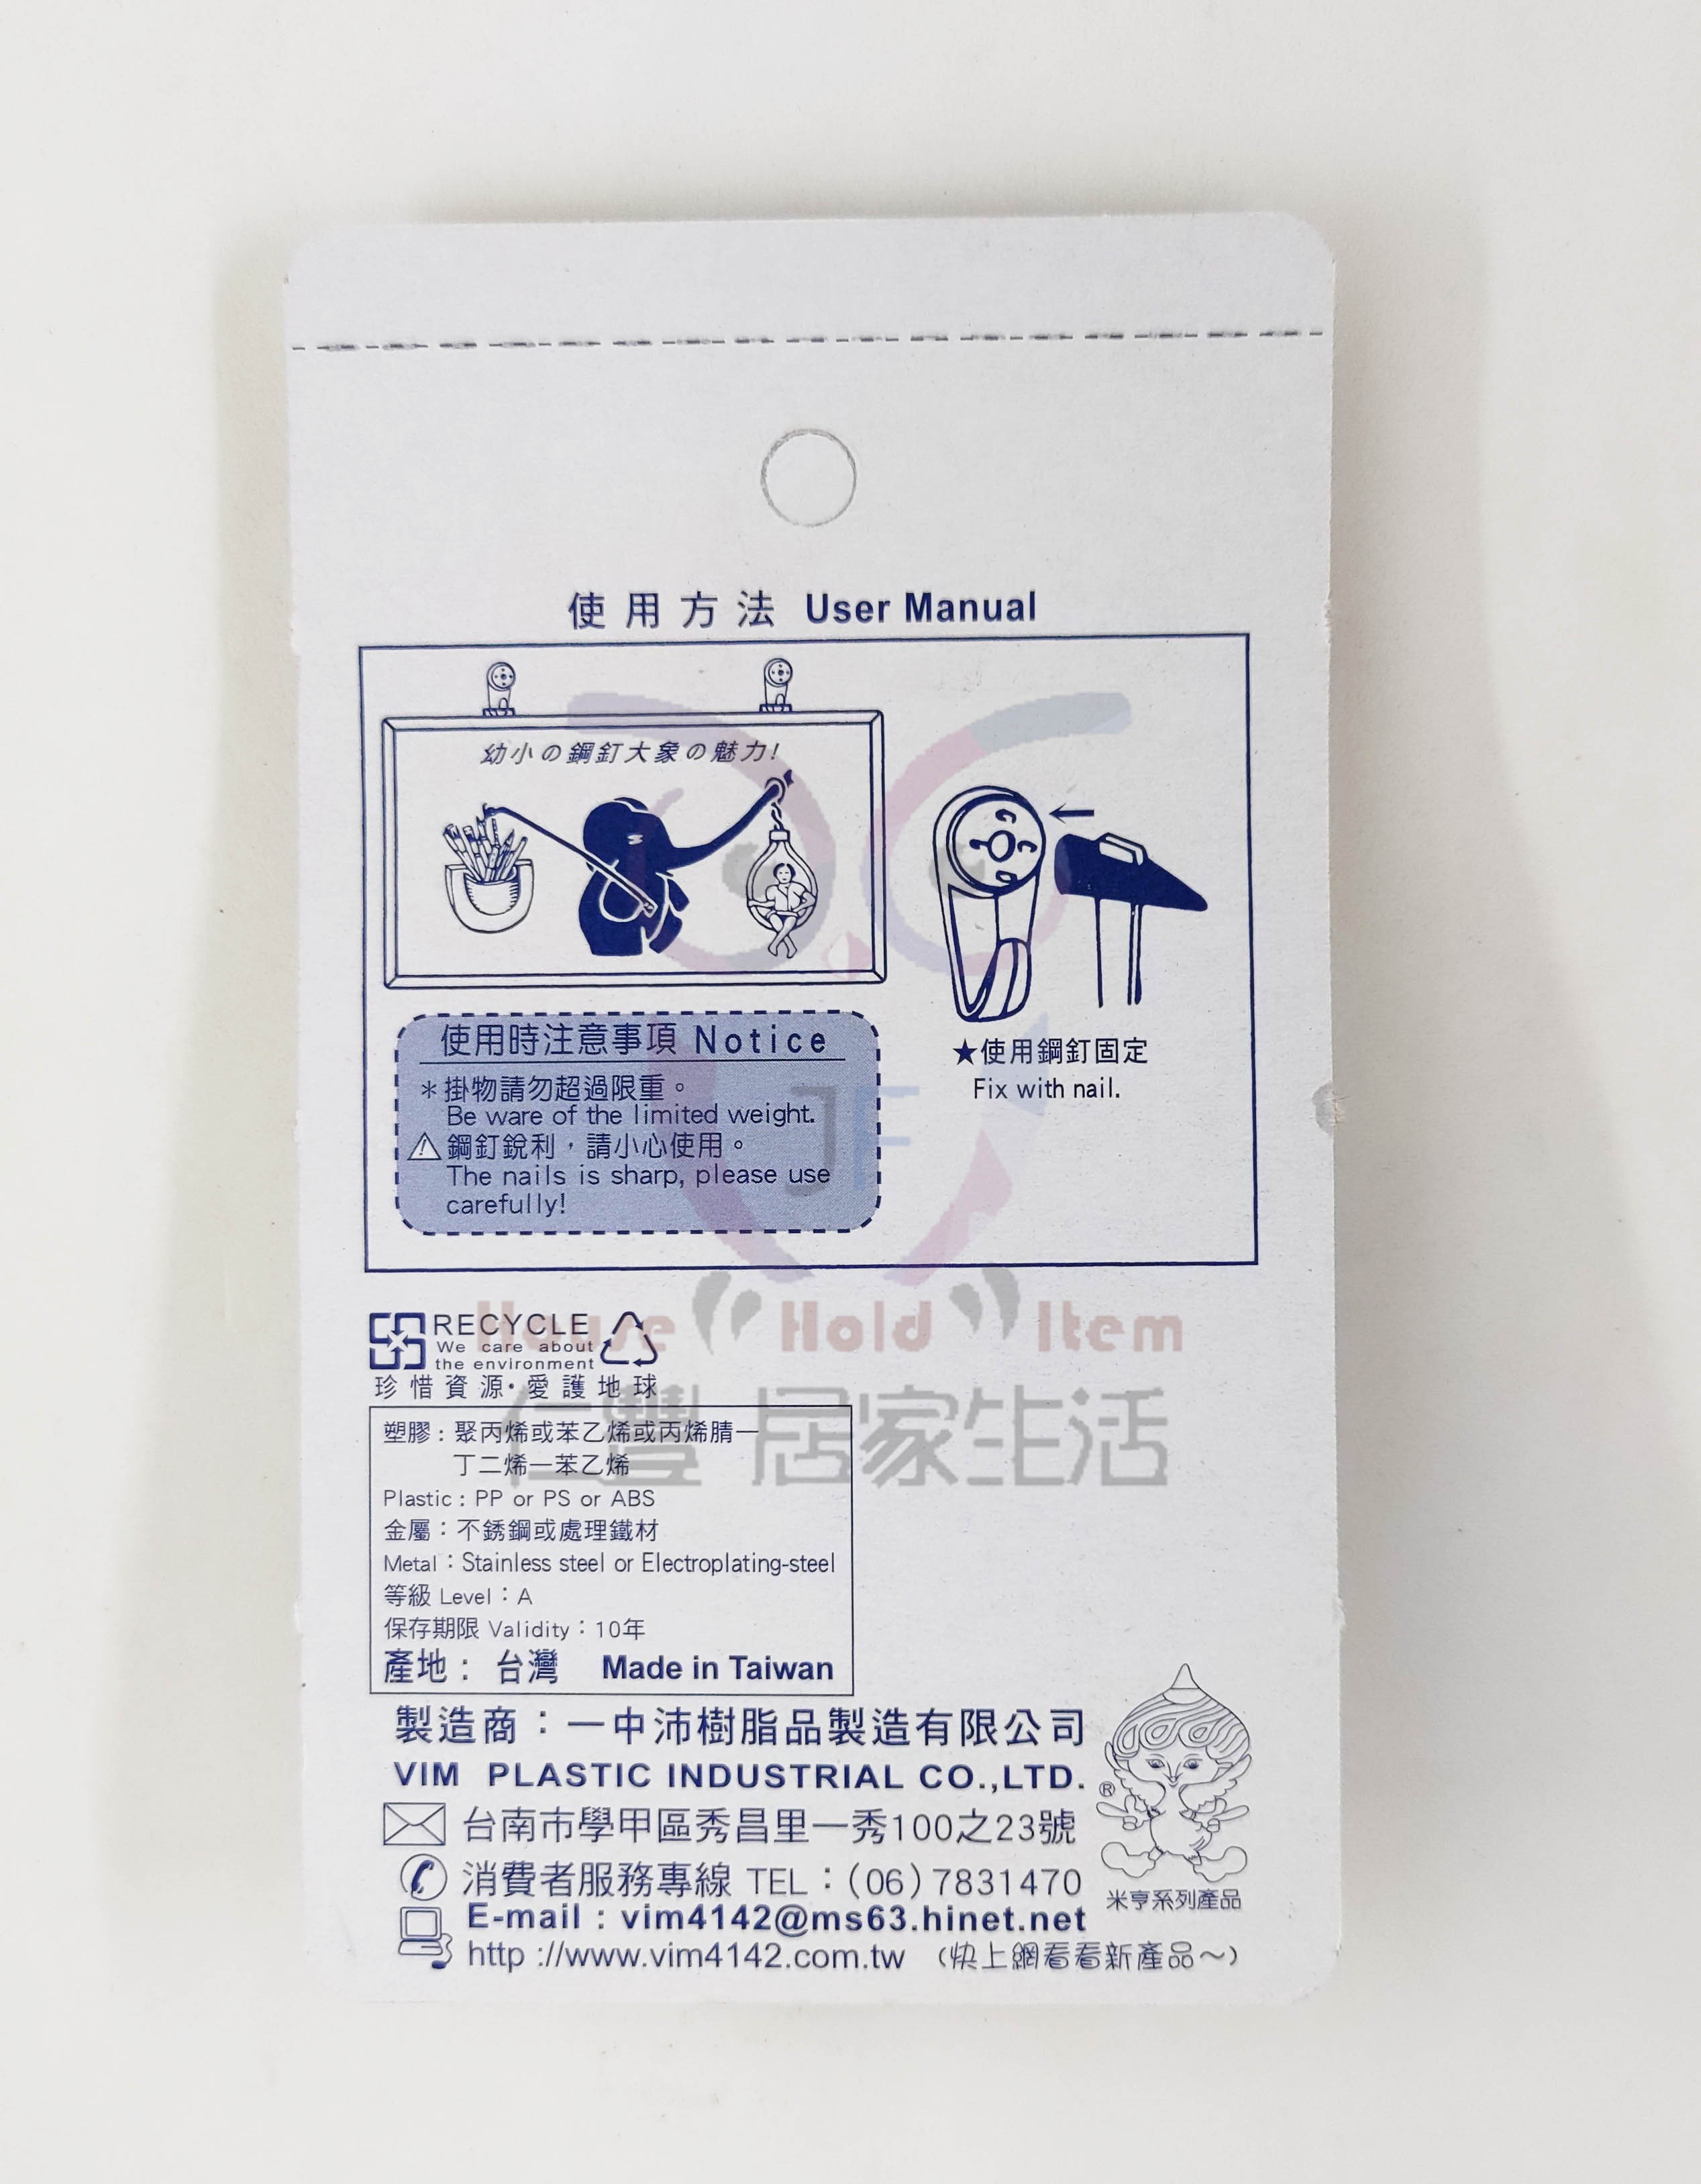 使用方法 User Manual
幼小の鋼釘大象の魅力!
★使用鋼釘固定
Fix with nail.
使用時注意事項 Notice
＊掛物請勿超過限重。
Be ware of the limited weight.
鋼釘銳利，請小心使用。
The nails is sharp, please use
carefully!
JF
House Hold Item
仁豐 居家生活
RECYCLE
We care about
the environment
珍惜資源・愛護地球
塑膠：聚丙烯或苯乙烯或丙烯腈一
丁二烯一苯乙烯
Plastic : PP or PS or ABS
金屬：不銹鋼或處理鐵材
Metal：Stainless steel or Electroplating-steel
等級 Level：A
保存期限 Validity：10年
產地： 台灣 Made in Taiwan
製造商：一中沛樹脂品製造有限公司
VIM PLASTIC INDUSTRIAL CO.,LTD.
®
台南市學甲區秀昌里一秀100之23號
消費者服務專線 TEL：(06)7831470
米亨系列產品
E-mail : vim4142@ms63.hinet.net
http ://www.vim4142.com.tw （快上網看看新產品～）